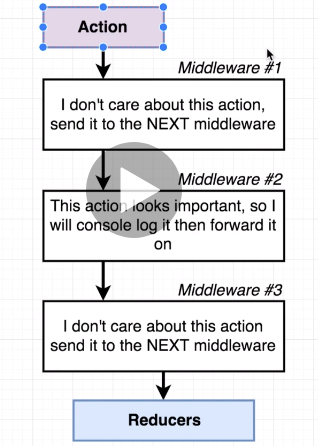 Action
Middleware #1
I don't care about this action,
send it to the NEXT middleware
Middleware #2
This action looks important, so I
will console log it then forward it
on
Middleware #3
I don't care about this action
send it to the NEXT middleware
Reducers